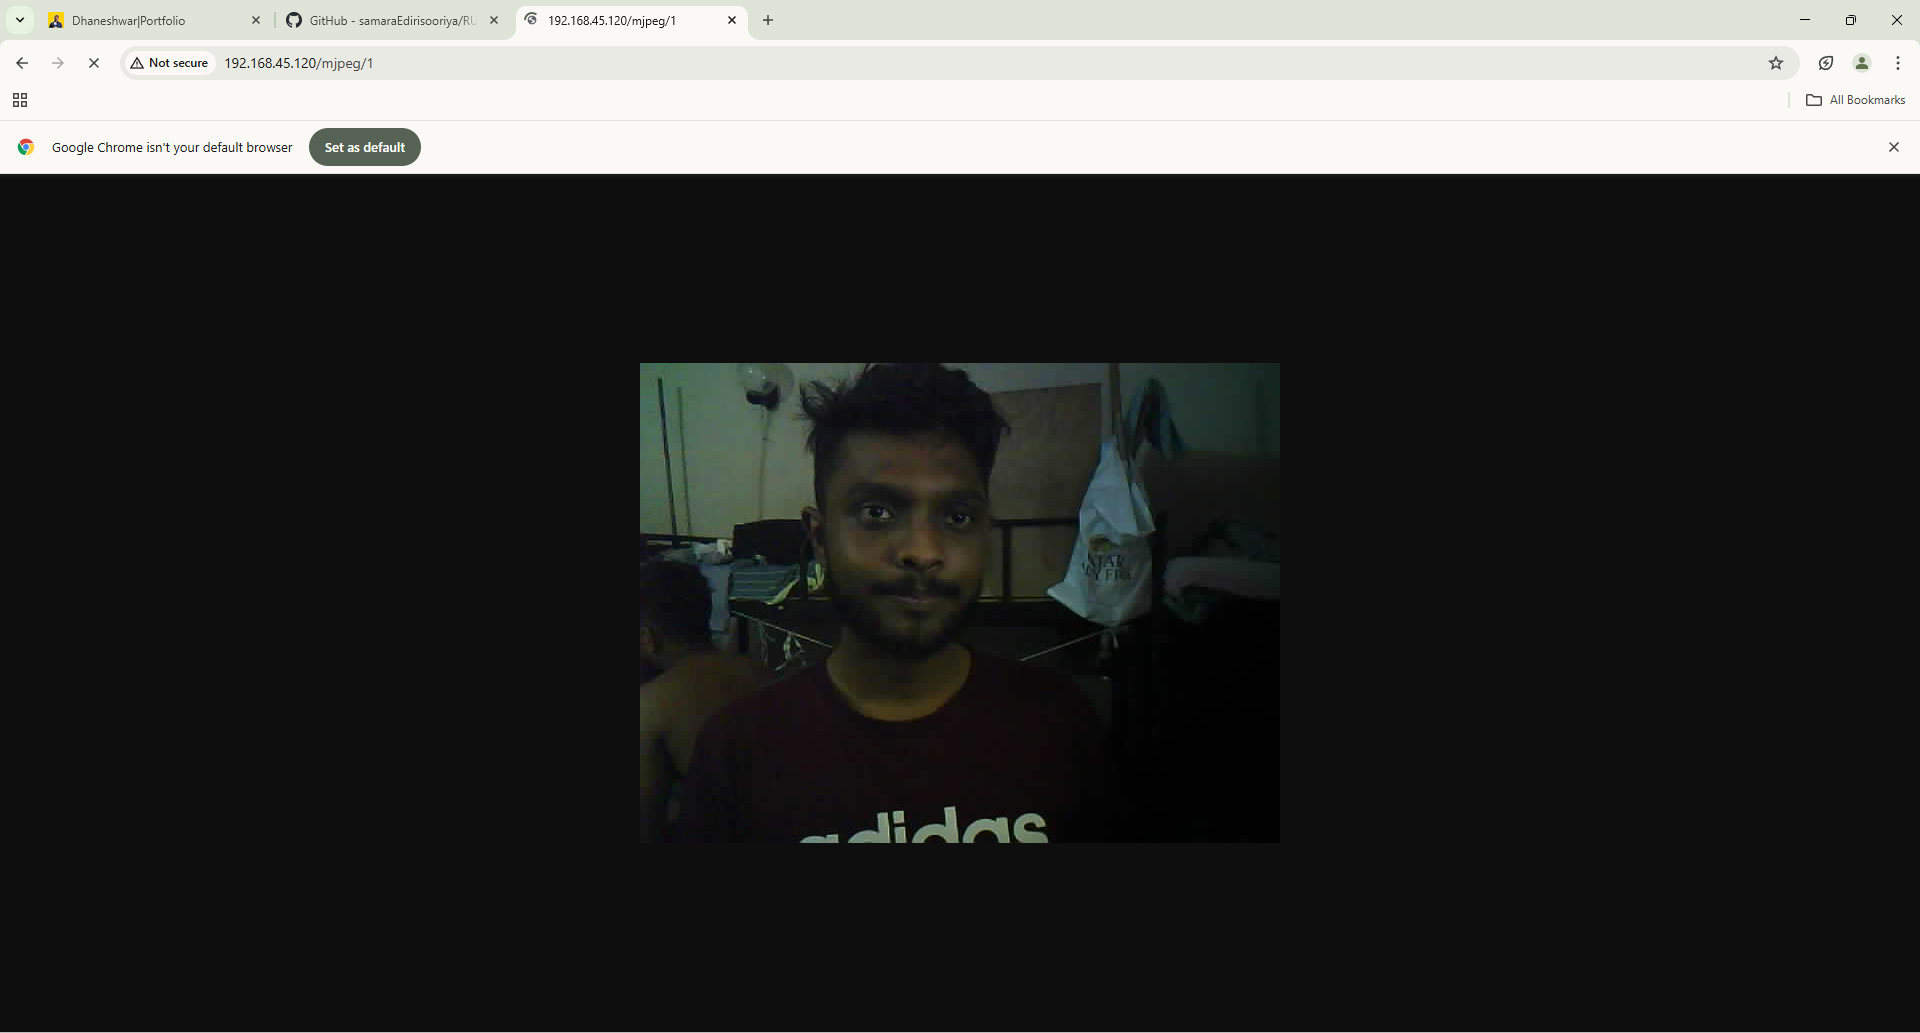 Dhaneshwar|Portfolio
GitHub - samaraEdirisooriya/RU
192.168.45.120/mjpeg/1
Not secure
192.168.45.120/mjpeg/1
All Bookmarks
Google Chrome isn't your default browser
Set as default
adidas